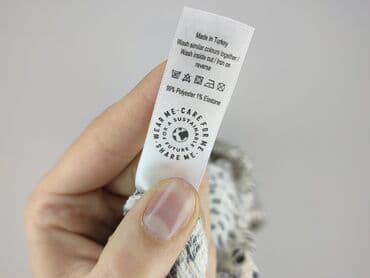 Made in Turkey
Wash similar colours together /
Wash inside out / Iron on
reverse
99% Polyester 1% Elastane
WEAR ME · CARE FOR ME · SHARE ME ·
FOR A SUSTAINABLE FUTURE